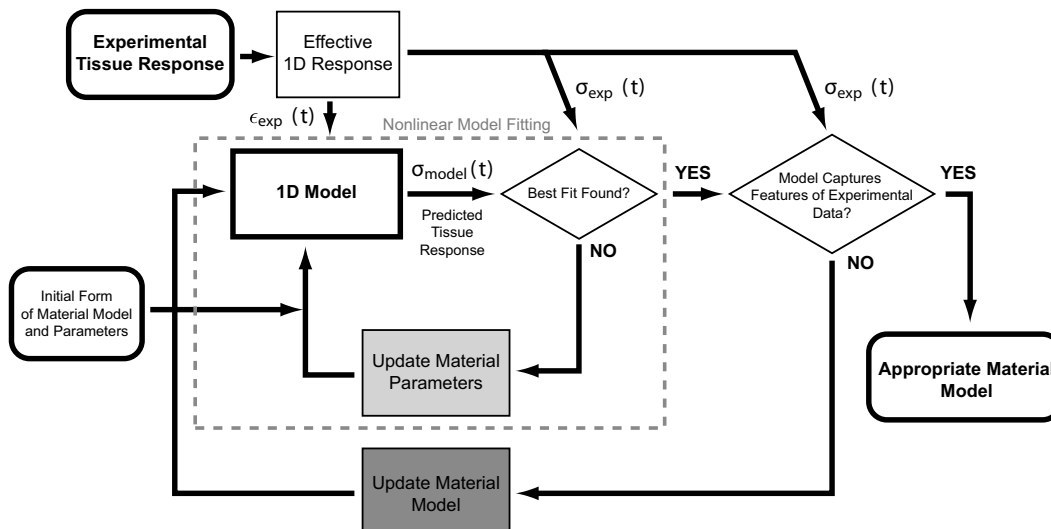 Experimental
Tissue Response
Effective
1D Response
ϵexp (t)
σexp (t)
σexp (t)
Nonlinear Model Fitting
1D Model
σmodel(t)
Predicted
Tissue
Response
Best Fit Found?
YES
NO
Model Captures
Features of Experimental
Data?
YES
NO
Initial Form
of Material Model
and Parameters
Update Material
Parameters
Appropriate Material
Model
Update Material
Model